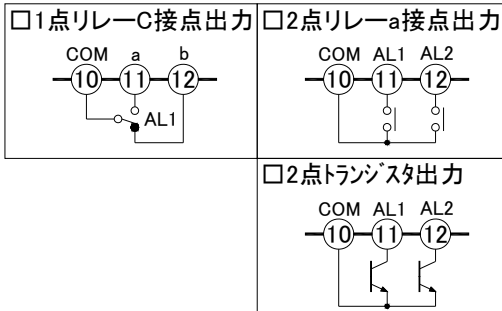 □1点リレーC接点出力
COM a b
10 11 12
AL1
□2点リレーa接点出力
COM AL1 AL2
10 11 12
□2点トランジスタ出力
COM AL1 AL2
10 11 12